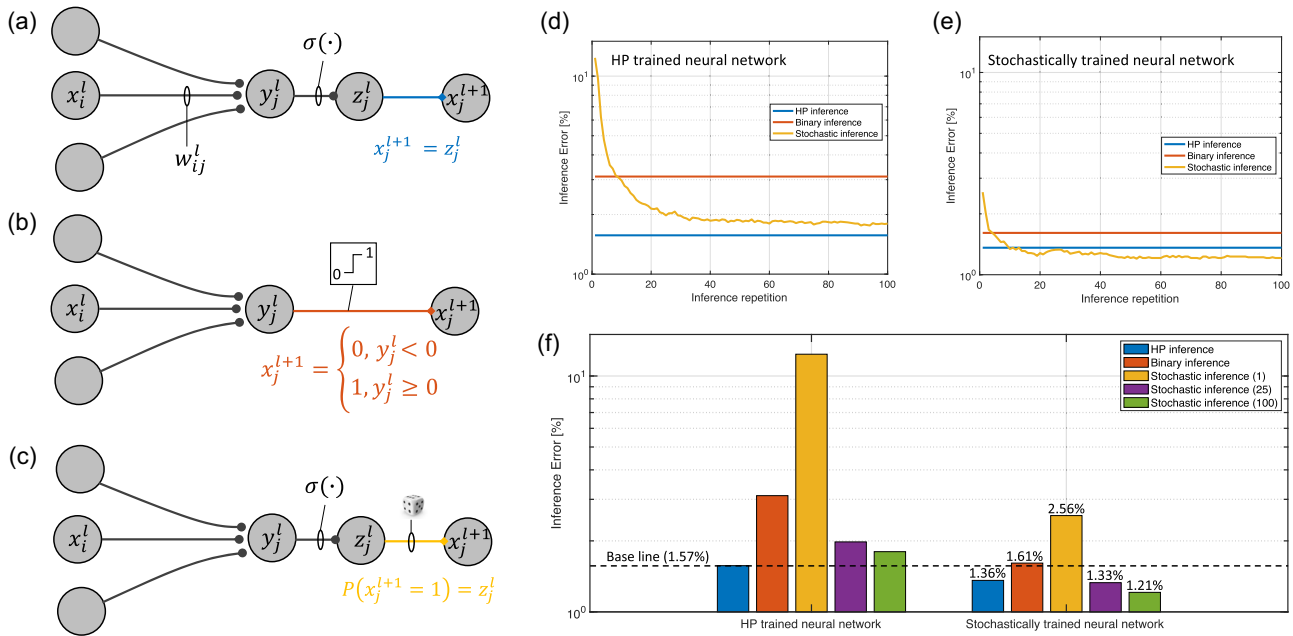 (a)
σ(·)
x_i^l
y_j^l
z_j^l
x_j^{l+1}
w_{ij}^l
x_j^{l+1} = z_j^l
(b)
0 1
x_i^l
y_j^l
x_j^{l+1}
x_j^{l+1} = {0, y_j^l < 0
1, y_j^l ≥ 0
(c)
σ(·)
x_i^l
y_j^l
z_j^l
x_j^{l+1}
P(x_j^{l+1} = 1) = z_j^l
(d)
HP trained neural network
HP inference
Binary inference
Stochastic inference
Inference Error [%]
10^1
10^0
0 20 40 60 80 100
Inference repetition
(e)
Stochastically trained neural network
HP inference
Binary inference
Stochastic inference
Inference Error [%]
10^1
10^0
0 20 40 60 80 100
Inference repetition
(f)
HP inference
Binary inference
Stochastic inference (1)
Stochastic inference (25)
Stochastic inference (100)
Inference Error [%]
10^1
10^0
Base line (1.57%)
1.36%
1.61%
2.56%
1.33%
1.21%
HP trained neural network
Stochastically trained neural network